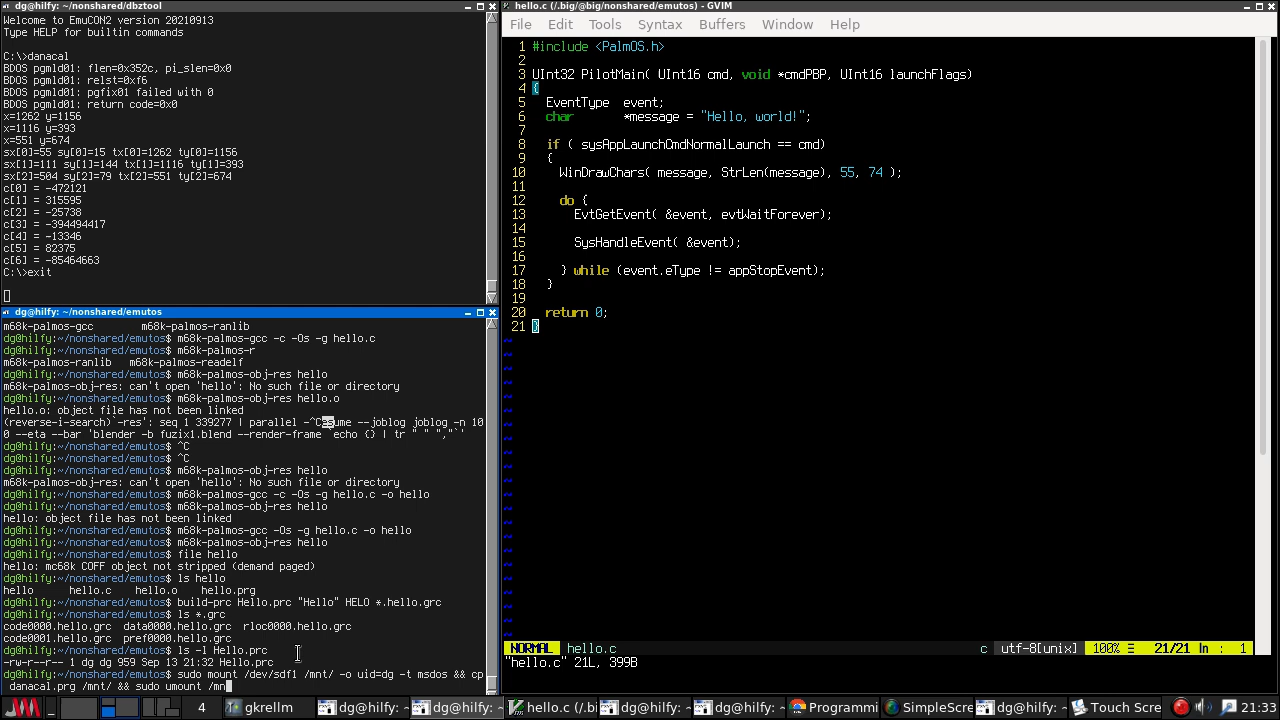 dg@hilfy: ~/nonshared/dbztool
Welcome to EmuCON2 version 20210913
Type HELP for builtin commands
C:\>danacal
BDOS pgmld01: flen=0x352c, pi_slen=0x0
BDOS pgmld01: relst=0xf6
BDOS pgmld01: pgfix01 failed with 0
BDOS pgmld01: return code=0x0
x=1262 y=1156
x=1116 y=393
x=551 y=674
sx[0]=55 sy[0]=15 tx[0]=1262 ty[0]=1156
sx[1]=11 sy[1]=144 tx[1]=1116 ty[1]=393
sx[2]=504 sy[2]=79 tx[2]=551 ty[2]=674
c[0] = -472121
c[1] = 315595
c[2] = -25738
c[3] = -394494417
c[4] = -13346
c[5] = 82375
c[6] = -85464663
C:\>exit
dg@hilfy: ~/nonshared/emutos
m68k-palmos-gcc m68k-palmos-ranlib
dg@hilfy:~/nonshared/emutos$ m68k-palmos-gcc -c -Os -g hello.c
dg@hilfy:~/nonshared/emutos$ m68k-palmos-r
m68k-palmos-ranlib m68k-palmos-readelf
dg@hilfy:~/nonshared/emutos$ m68k-palmos-obj-res hello
m68k-palmos-obj-res: can't open 'hello': No such file or directory
dg@hilfy:~/nonshared/emutos$ m68k-palmos-obj-res hello.o
hello.o: object file has not been linked
(reverse-i-search)`-res': seq 1 339277 | parallel -^Cesume --joblog joblog -n 10
0 --eta --bar 'blender -b fuzix1.blend --render-frame `echo {} | tr " " ","`'
dg@hilfy:~/nonshared/emutos$ ^C
dg@hilfy:~/nonshared/emutos$ ^C
dg@hilfy:~/nonshared/emutos$ m68k-palmos-obj-res hello
m68k-palmos-obj-res: can't open 'hello': No such file or directory
dg@hilfy:~/nonshared/emutos$ m68k-palmos-gcc -c -Os -g hello.c -o hello
dg@hilfy:~/nonshared/emutos$ m68k-palmos-obj-res hello
hello: object file has not been linked
dg@hilfy:~/nonshared/emutos$ m68k-palmos-gcc -Os -g hello.c -o hello
dg@hilfy:~/nonshared/emutos$ m68k-palmos-obj-res hello
dg@hilfy:~/nonshared/emutos$ file hello
hello: mc68k COFF object not stripped (demand paged)
dg@hilfy:~/nonshared/emutos$ ls hello
hello hello.c hello.o hello.prg
dg@hilfy:~/nonshared/emutos$ build-prc Hello.prc "Hello" HELO *.hello.grc
dg@hilfy:~/nonshared/emutos$ ls *.grc
code0000.hello.grc data0000.hello.grc rloc0000.hello.grc
code0001.hello.grc pref0000.hello.grc
dg@hilfy:~/nonshared/emutos$ ls -l Hello.prc
-rw-r--r-- 1 dg dg 959 Sep 13 21:32 Hello.prc
dg@hilfy:~/nonshared/emutos$ sudo mount /dev/sdf1 /mnt/ -o uid=dg -t msdos && cp
danacal.prg /mnt/ && sudo umount /mn
hello.c (/.big/@big/nonshared/emutos) - GVIM
File Edit Tools Syntax Buffers Window Help
1 #include <PalmOS.h>
2
3 UInt32 PilotMain( UInt16 cmd, void *cmdPBP, UInt16 launchFlags)
4 {
5 EventType event;
6 char *message = "Hello, world!";
7
8 if ( sysAppLaunchCmdNormalLaunch == cmd)
9 {
10 WinDrawChars( message, StrLen(message), 55, 74 );
11
12 do {
13 EvtGetEvent( &event, evtWaitForever);
14
15 SysHandleEvent( &event);
16
17 } while (event.eType != appStopEvent);
18 }
19
20 return 0;
21 }
NORMAL hello.c c utf-8[unix] 100% ☰ 21/21 ln : 1
"hello.c" 21L, 399B
4 gkrellm dg@hilfy: ~ dg@hilfy: ~ hello.c (/.b dg@hilfy: ~ dg@hilfy: ~ Programmi SimpleScre dg@hilfy: ~ Touch Scre 21:33